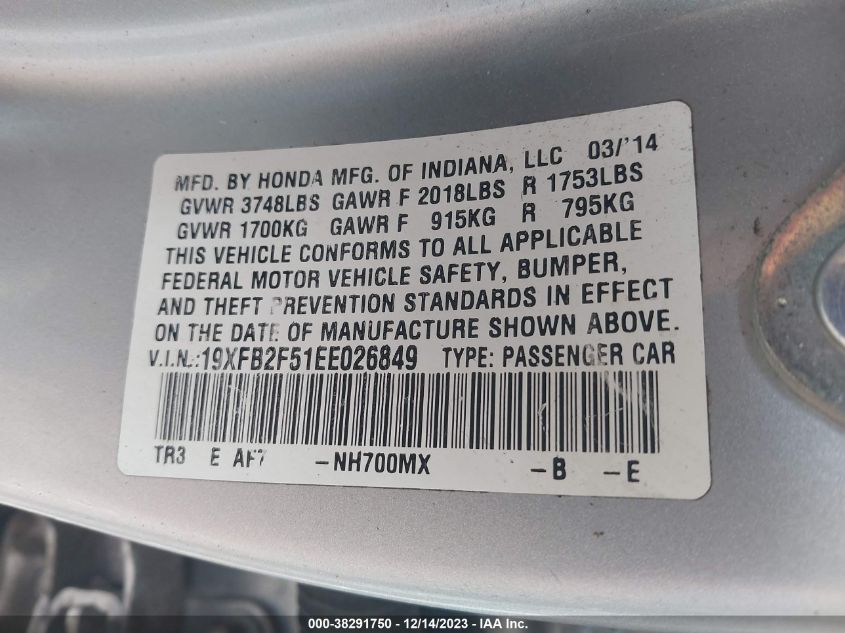 MFD. BY HONDA MFG. OF INDIANA, LLC 03/'14
GVWR 3748LBS GAWR F 2018LBS R 1753LBS
GVWR 1700KG GAWR F 915KG R 795KG
THIS VEHICLE CONFORMS TO ALL APPLICABLE
FEDERAL MOTOR VEHICLE SAFETY, BUMPER,
AND THEFT PREVENTION STANDARDS IN EFFECT
ON THE DATE OF MANUFACTURE SHOWN ABOVE.
V.I.N.:19XFB2F51EE026849 TYPE: PASSENGER CAR
TR3 E AF7 -NH700MX -B -E
000-38291750 - 12/14/2023 - IAA Inc.